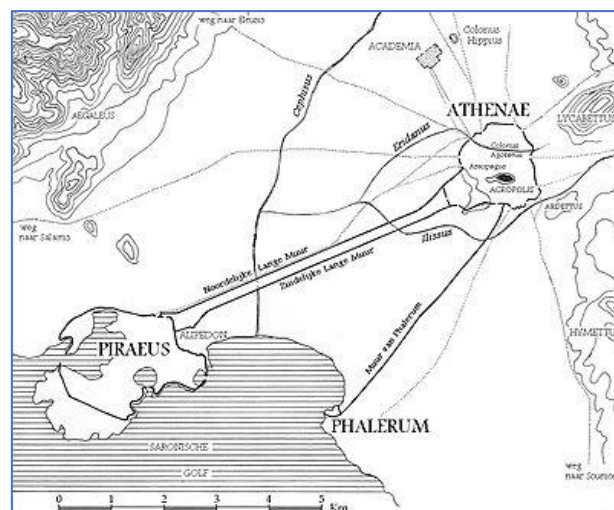 weg naar Eleusis
Colonus
Hippius
ACADEMIA
Cephisus
AEGALEUS
ATHENAE
LYCABETTUS
Eridanus
Colonus
Agoraeus
Areopagus
ACROPOLIS
ARDETTUS
weg
naar Salamis
Ilissus
Noordelijke Lange Muur
Zuidelijke Lange Muur
HYMETTUS
ALIPEDON
PIRAEUS
Muur van Phalerum
PHALERUM
SARONISCHE
GOLF
weg
naar Sounion
0 1 2 3 4 5
Km